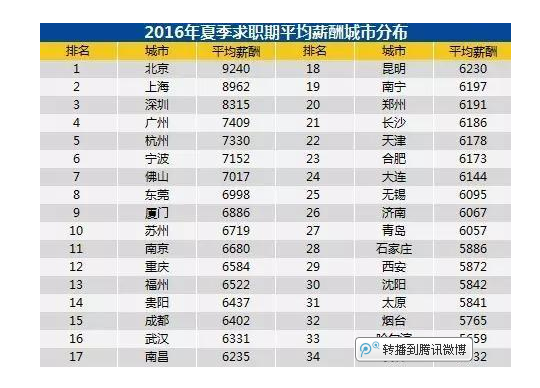 2016年夏季求职期平均薪酬城市分布
排名 城市 平均薪酬 排名 城市 平均薪酬
1 北京 9240 18 昆明 6230
2 上海 8962 19 南宁 6197
3 深圳 8315 20 郑州 6191
4 广州 7409 21 长沙 6186
5 杭州 7330 22 天津 6178
6 宁波 7152 23 合肥 6173
7 佛山 7017 24 大连 6144
8 东莞 6998 25 无锡 6095
9 厦门 6886 26 济南 6067
10 苏州 6719 27 青岛 6057
11 南京 6680 28 石家庄 5886
12 重庆 6584 29 西安 5872
13 福州 6522 30 沈阳 5842
14 贵阳 6437 31 太原 5841
15 成都 6402 32 烟台 5765
16 武汉 6331 33
转播到腾讯微博
17 南昌 6235 34